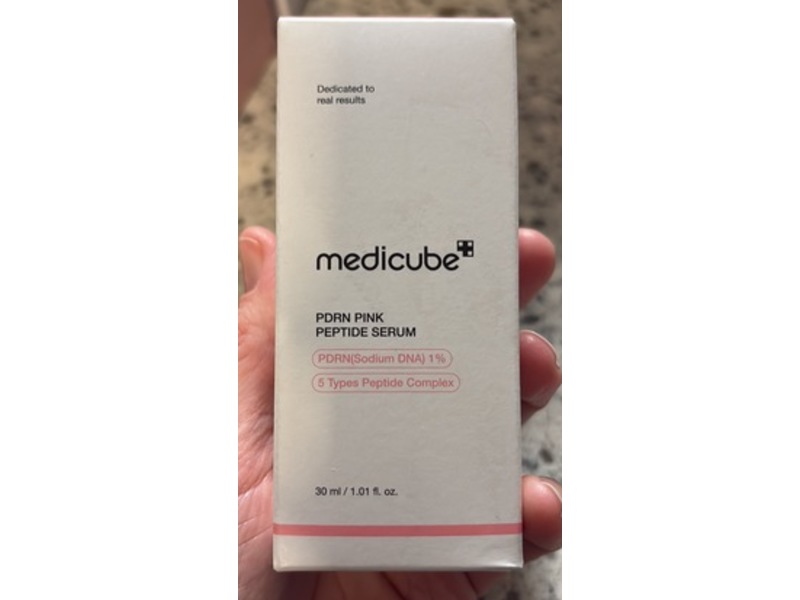 Dedicated to
real results
medicube
PDRN PINK
PEPTIDE SERUM
PDRN(Sodium DNA) 1%
5 Types Peptide Complex
30 ml / 1.01 fl. oz.